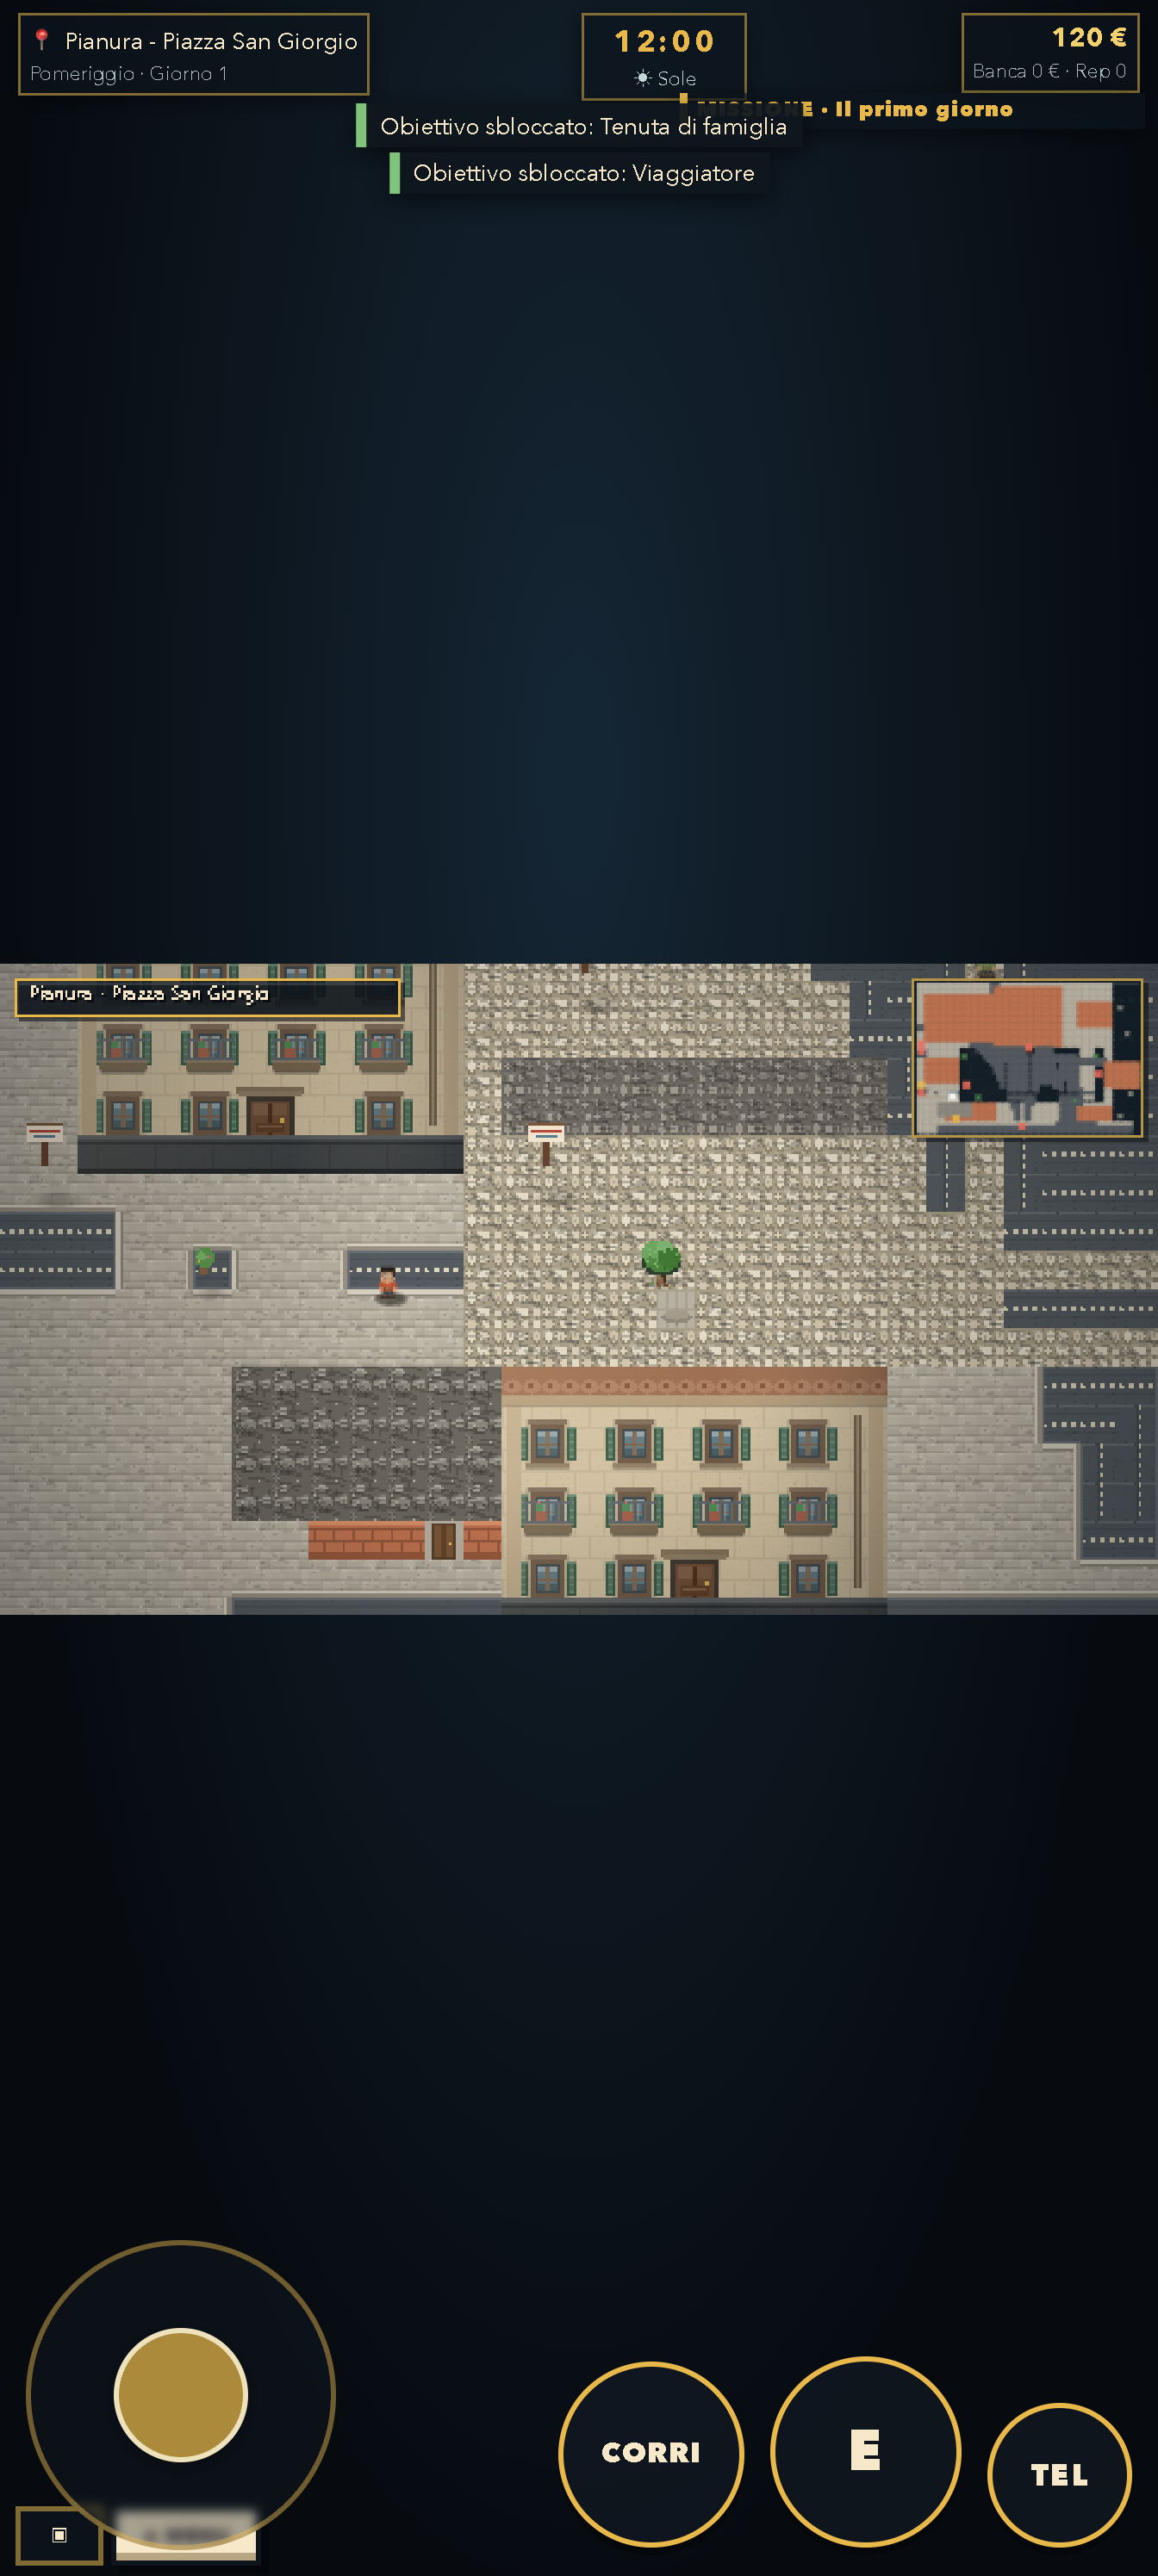 Pianura - Piazza San Giorgio
Pomeriggio · Giorno 1
12:00
Sole
120 €
Banca 0 € · Rep 0
MISSIONE · Il primo giorno
Obiettivo sbloccato: Tenuta di famiglia
Obiettivo sbloccato: Viaggiatore
Pianura · Piazza San Giorgio
CORRI
E
TEL